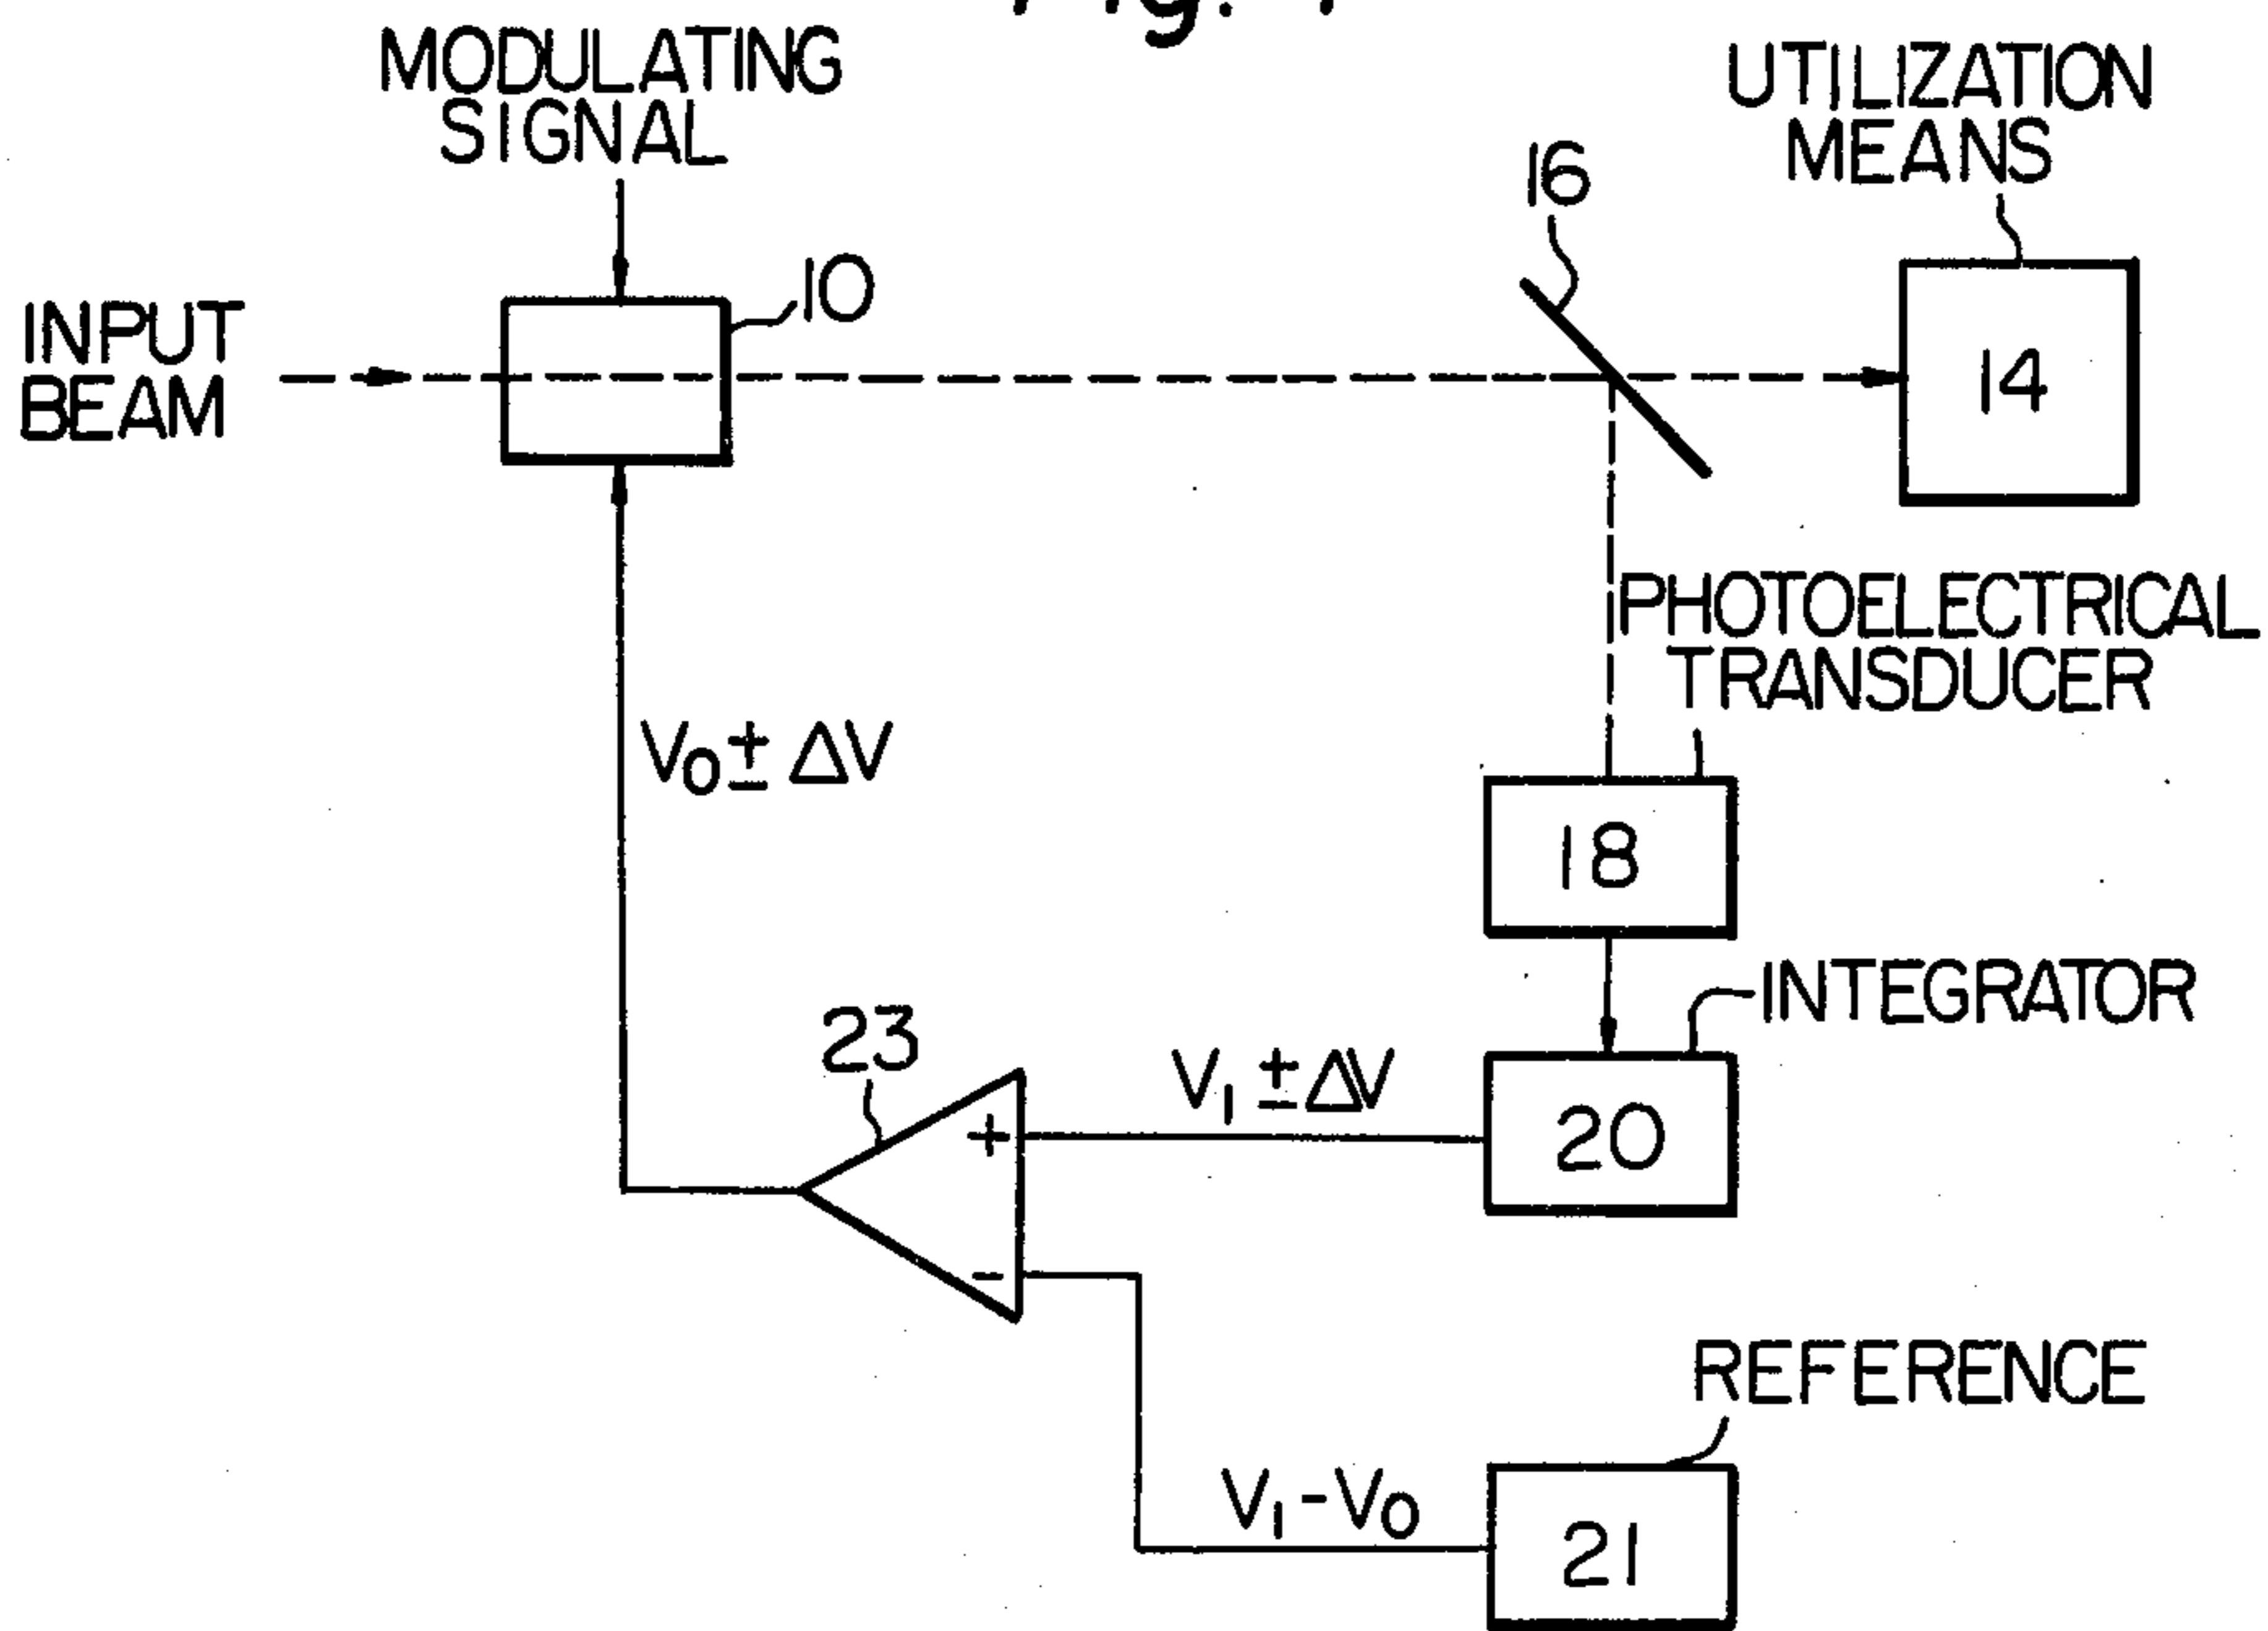 MODULATING
SIGNAL
UTILIZATION
MEANS
16
10
INPUT
BEAM
14
PHOTOELECTRICAL
TRANSDUCER
V₀ ± ΔV
18
INTEGRATOR
23
V₁ ± ΔV
+
20
-
REFERENCE
V₁ - V₀
21